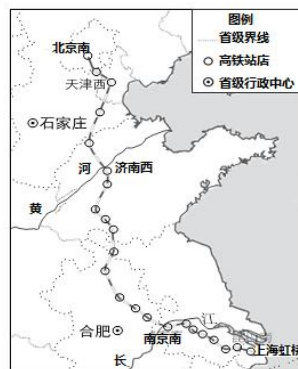 图例
省级界线
高铁站店
省级行政中心
北京南
天津西
石家庄
河
济南西
黄
合肥
南京南
江
上海虹桥
长